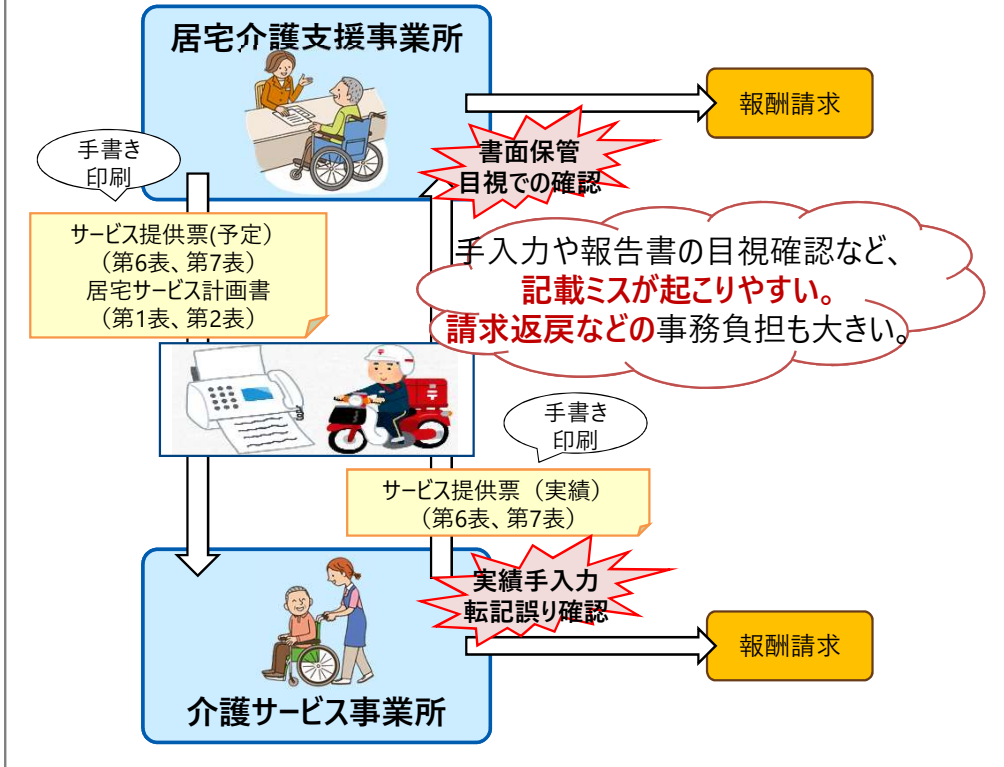 居宅介護支援事業所
報酬請求
書面保管
目視での確認
手書き
印刷
サービス提供票(予定)
(第6表、第7表)
居宅サービス計画書
(第1表、第2表)
手入力や報告書の目視確認など、
記載ミスが起こりやすい。
請求返戻などの事務負担も大きい。
手書き
印刷
サービス提供票（実績）
(第6表、第7表)
実績手入力
転記誤り確認
報酬請求
介護サービス事業所